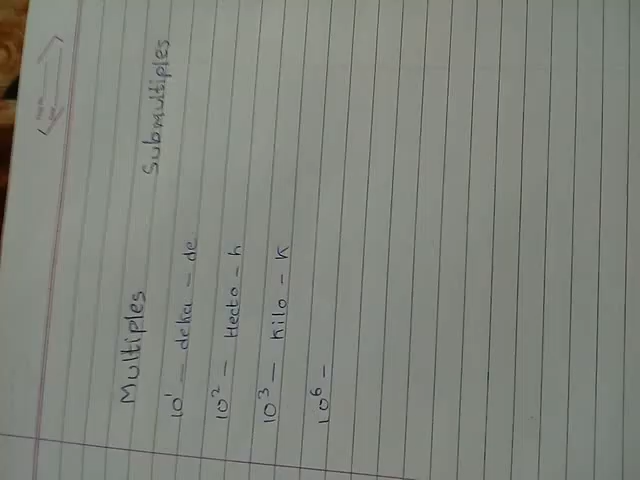 Multiples Submultiples
10¹ – deka – de
10² – Hecto – h
10³ – Kilo – K
10⁶ –